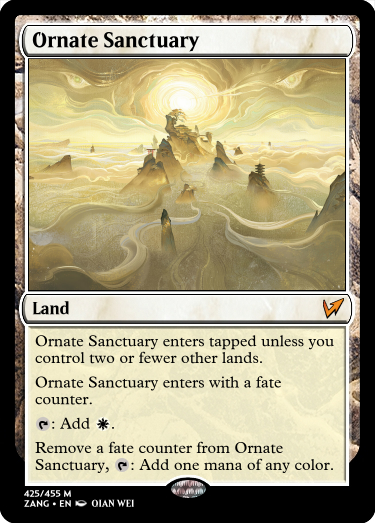 Ornate Sanctuary
Land
Ornate Sanctuary enters tapped unless you
control two or fewer other lands.
Ornate Sanctuary enters with a fate
counter.
: Add .
Remove a fate counter from Ornate
Sanctuary, : Add one mana of any color.
425/455 M
ZANG • EN QIAN WEI